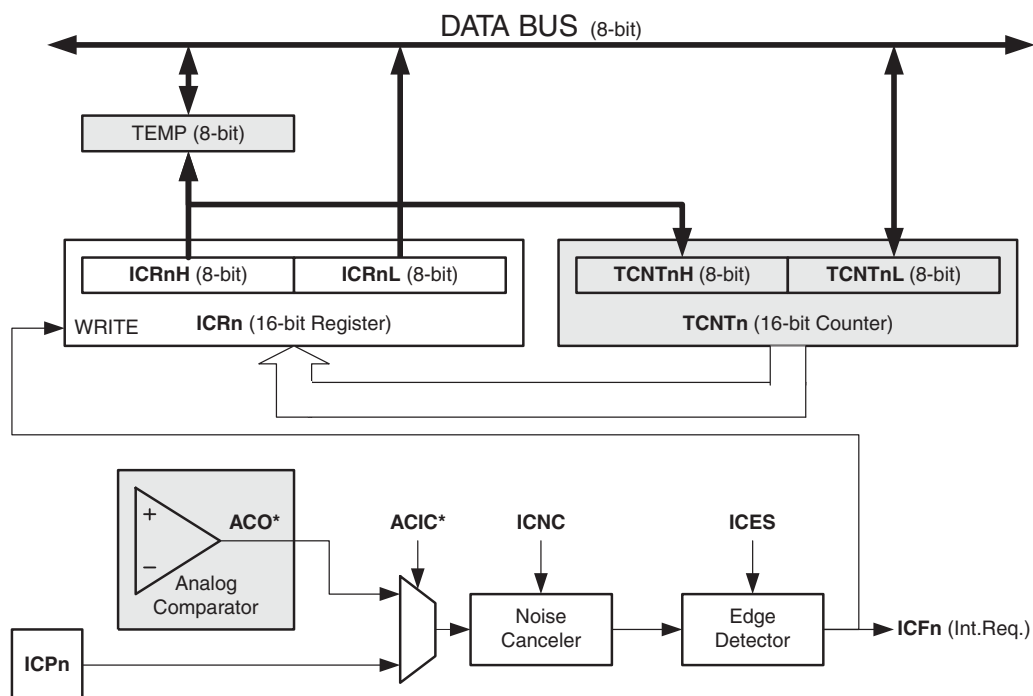 DATA BUS (8-bit)
TEMP (8-bit)
ICRnH (8-bit) ICRnL (8-bit)
TCNTnH (8-bit) TCNTnL (8-bit)
WRITE
ICRn (16-bit Register)
TCNTn (16-bit Counter)
+
−
ACO*
Analog
Comparator
ACIC*
ICNC
ICES
Noise
Canceler
Edge
Detector
ICFn (Int.Req.)
ICPn